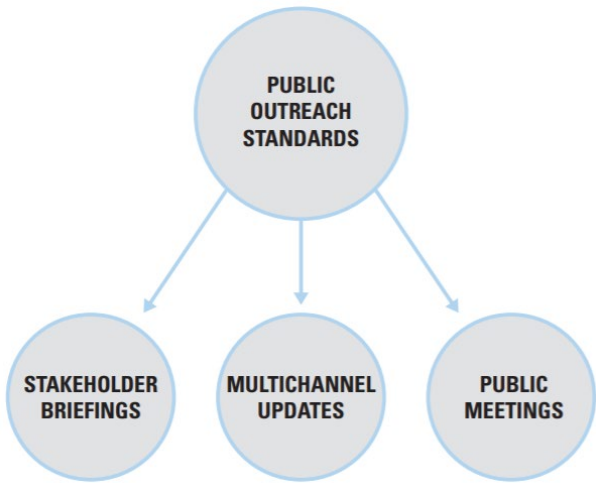 PUBLIC
OUTREACH
STANDARDS
STAKEHOLDER
BRIEFINGS
MULTICHANNEL
UPDATES
PUBLIC
MEETINGS